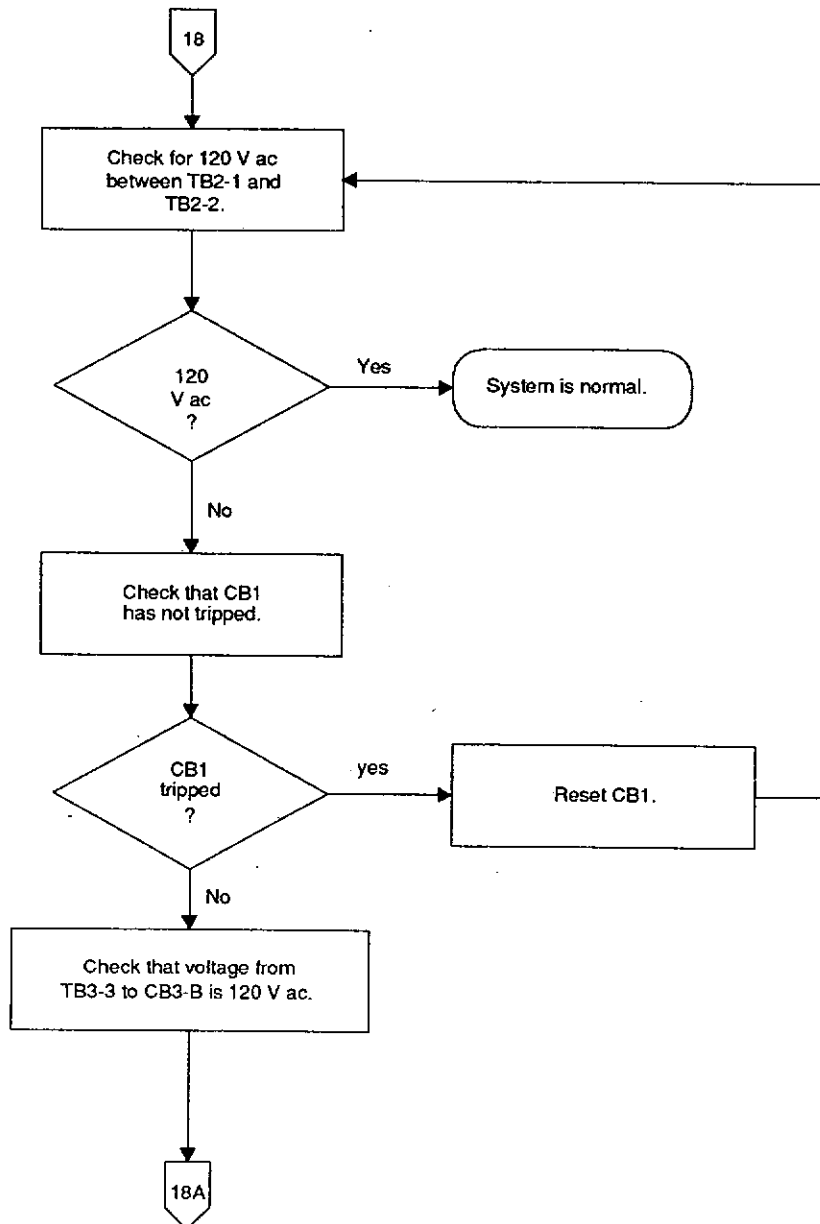 18
Check for 120 V ac
between TB2-1 and
TB2-2.
120
V ac
?
Yes
System is normal.
No
Check that CB1
has not tripped.
CB1
tripped
?
yes
Reset CB1.
No
Check that voltage from
TB3-3 to CB3-B is 120 V ac.
18A